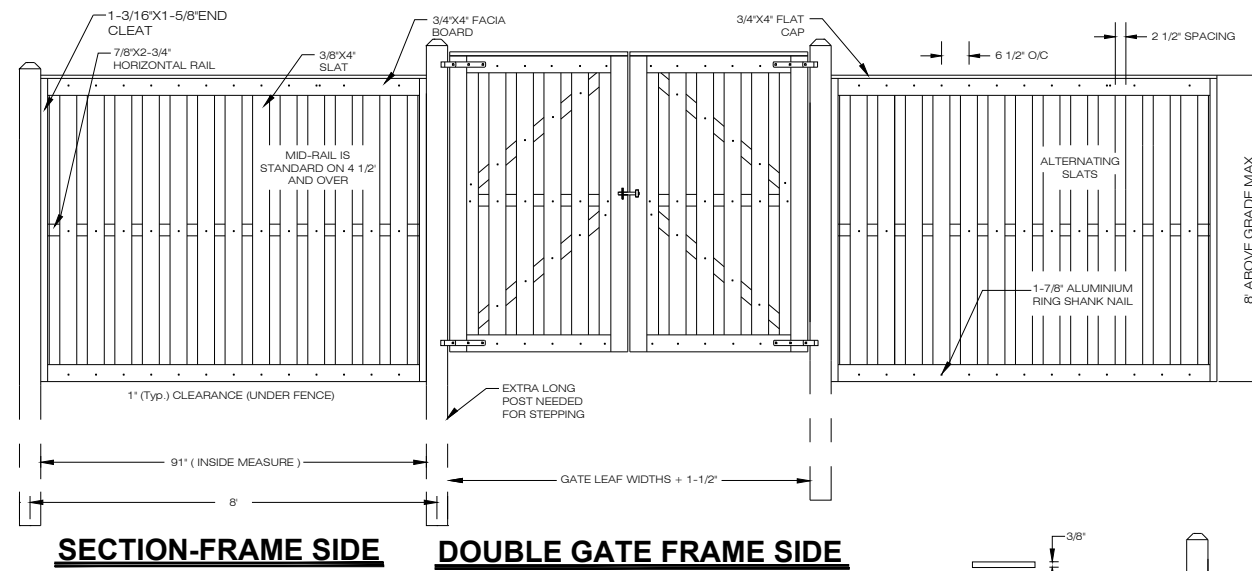 1-3/16"X1-5/8"END
CLEAT
7/8"X2-3/4"
HORIZONTAL RAIL
3/8"X4"
SLAT
3/4"X4" FACIA
BOARD
3/4"X4" FLAT
CAP
6 1/2" O/C
2 1/2" SPACING
MID-RAIL IS
STANDARD ON 4 1/2'
AND OVER
ALTERNATING
SLATS
8' ABOVE GRADE MAX
1-7/8" ALUMINIUM
RING SHANK NAIL
1" (Typ.) CLEARANCE (UNDER FENCE)
EXTRA LONG
POST NEEDED
FOR STEPPING
91" ( INSIDE MEASURE )
GATE LEAF WIDTHS + 1-1/2"
8'
SECTION-FRAME SIDE
DOUBLE GATE FRAME SIDE
3/8"